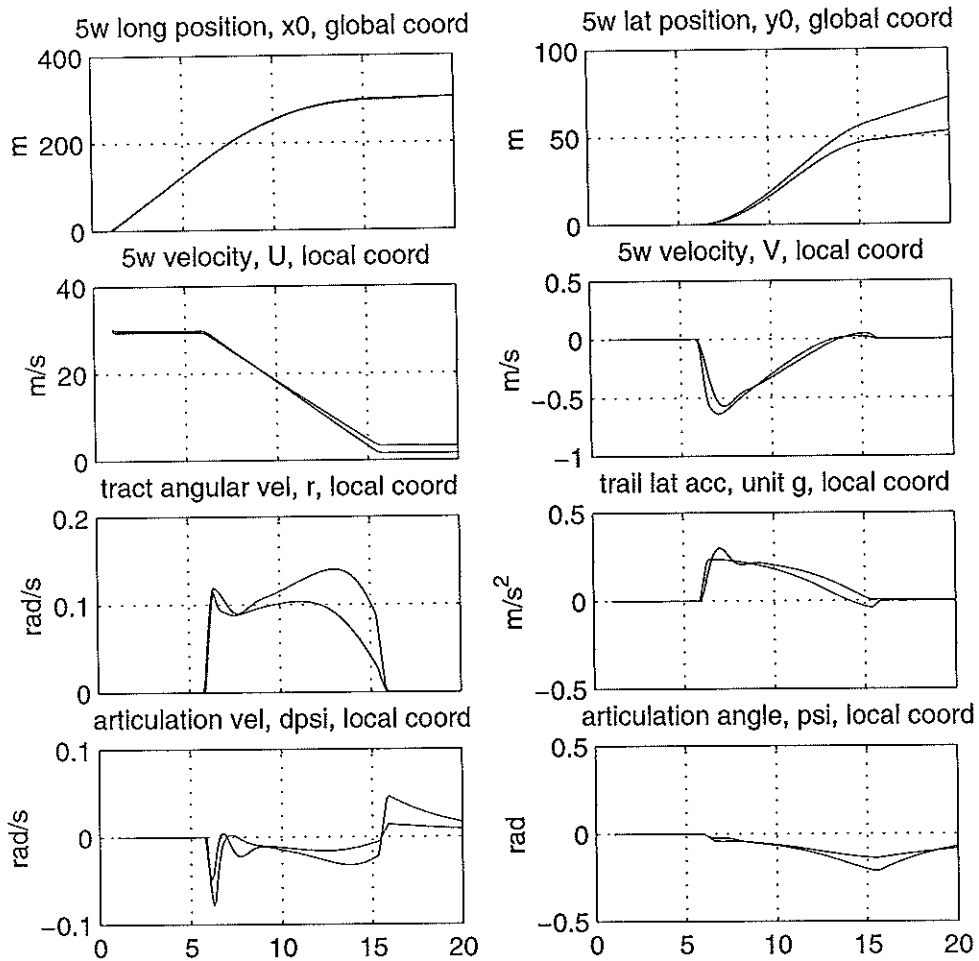 5w long position, x0, global coord
400
200
0
m
5w lat position, y0, global coord
100
50
0
m
5w velocity, U, local coord
40
20
0
m/s
5w velocity, V, local coord
0.5
0
−0.5
−1
m/s
tract angular vel, r, local coord
0.2
0.1
0
rad/s
trail lat acc, unit g, local coord
0.5
0
−0.5
m/s²
articulation vel, dpsi, local coord
0.1
0
−0.1
rad/s
0 5 10 15 20
articulation angle, psi, local coord
0.5
0
−0.5
rad
0 5 10 15 20